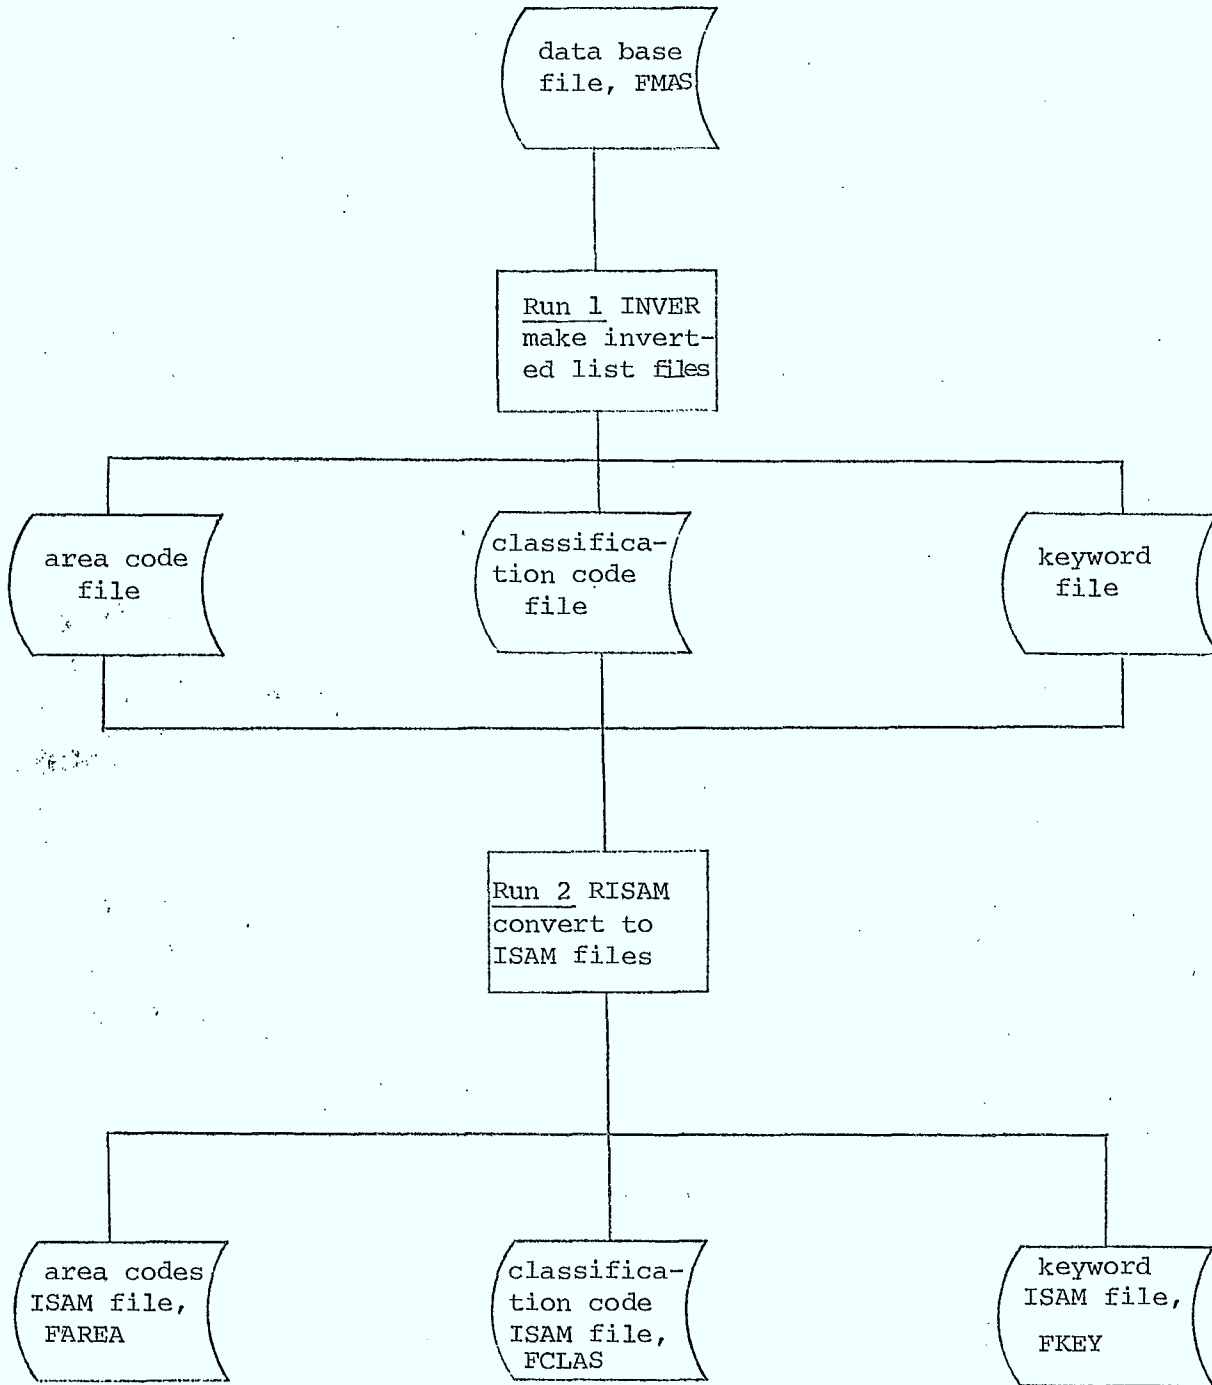 data base
file, FMAS
Run 1 INVER
make invert-
ed list files
area code
file
classifica-
tion code
file
keyword
file
Run 2 RISAM
convert to
ISAM files
area codes
ISAM file,
FAREA
classifica-
tion code
ISAM file,
FCLAS
keyword
ISAM file,
FKEY